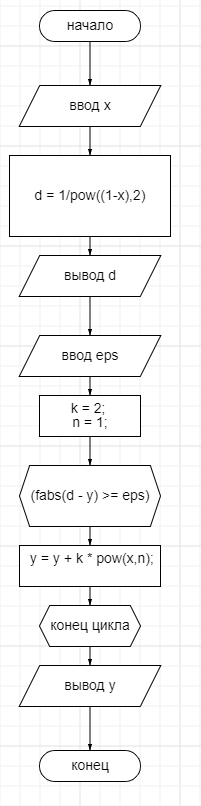 начало
ввод x
d = 1/pow((1-x),2)
вывод d
ввод eps
k = 2;
n = 1;
(fabs(d - y) >= eps)
y = y + k * pow(x,n);
конец цикла
вывод y
конец